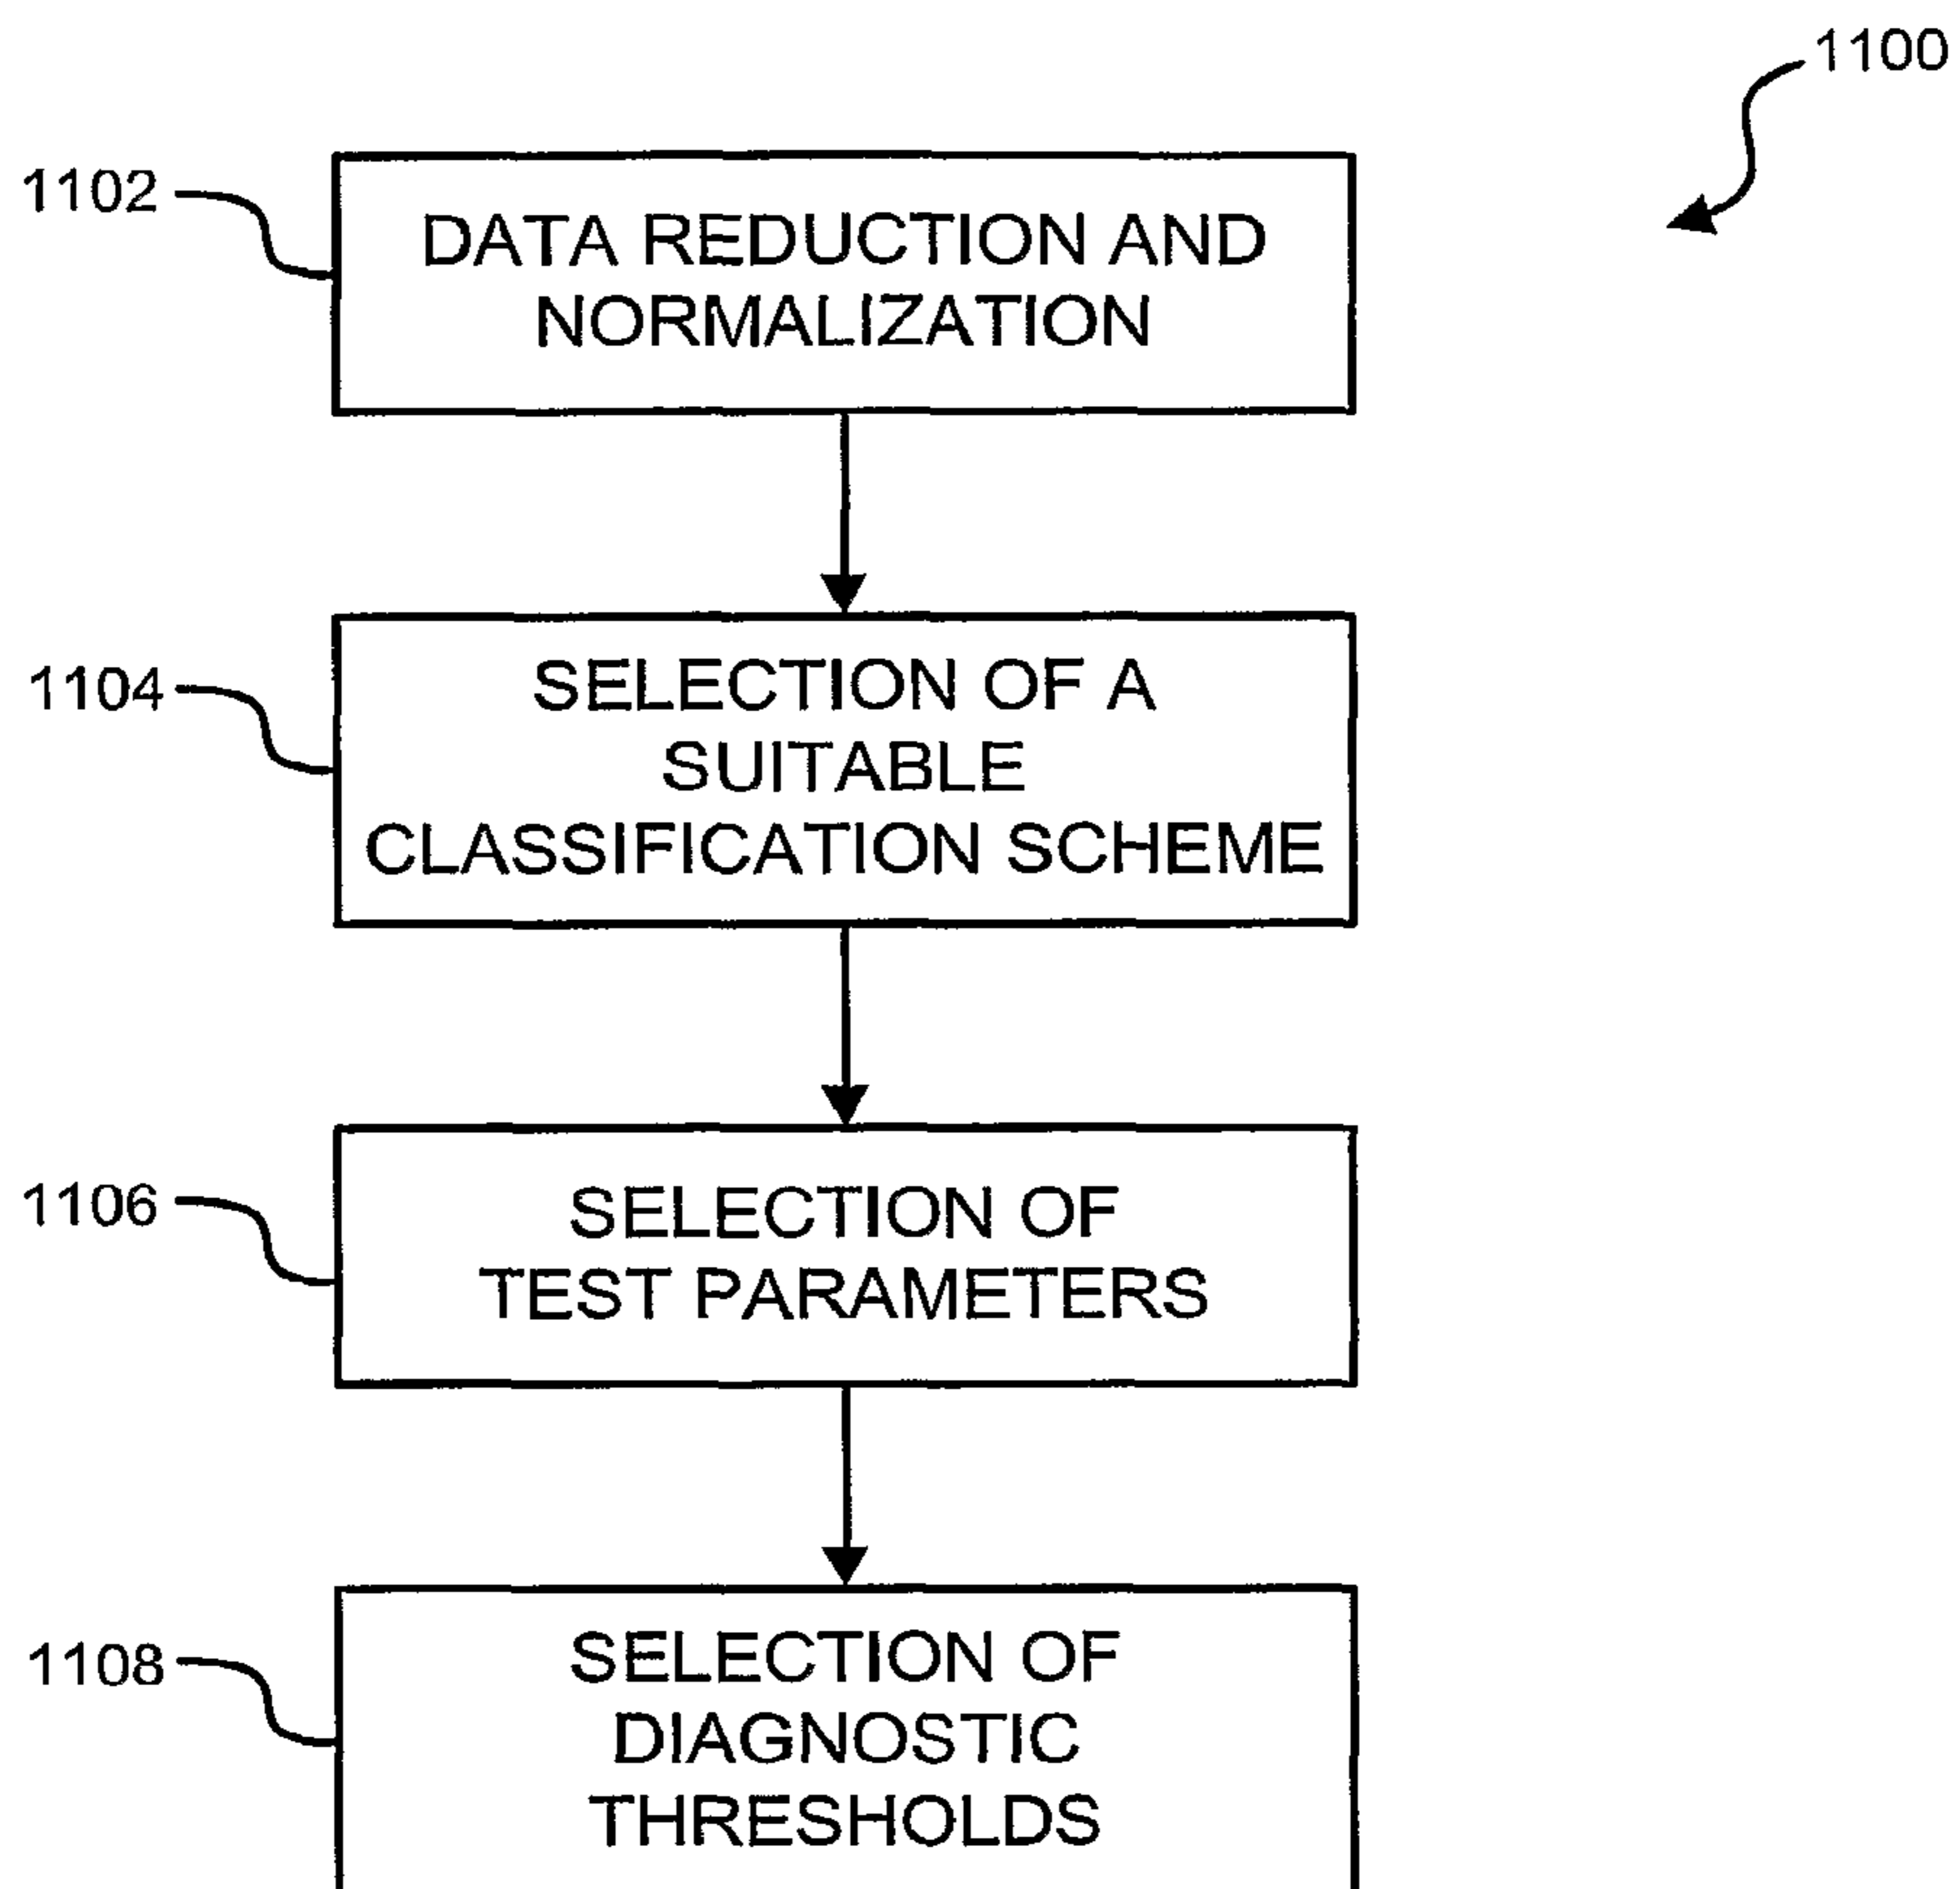 1100
1102
DATA REDUCTION AND
NORMALIZATION
1104
SELECTION OF A
SUITABLE
CLASSIFICATION SCHEME
1106
SELECTION OF
TEST PARAMETERS
1108
SELECTION OF
DIAGNOSTIC
THRESHOLDS